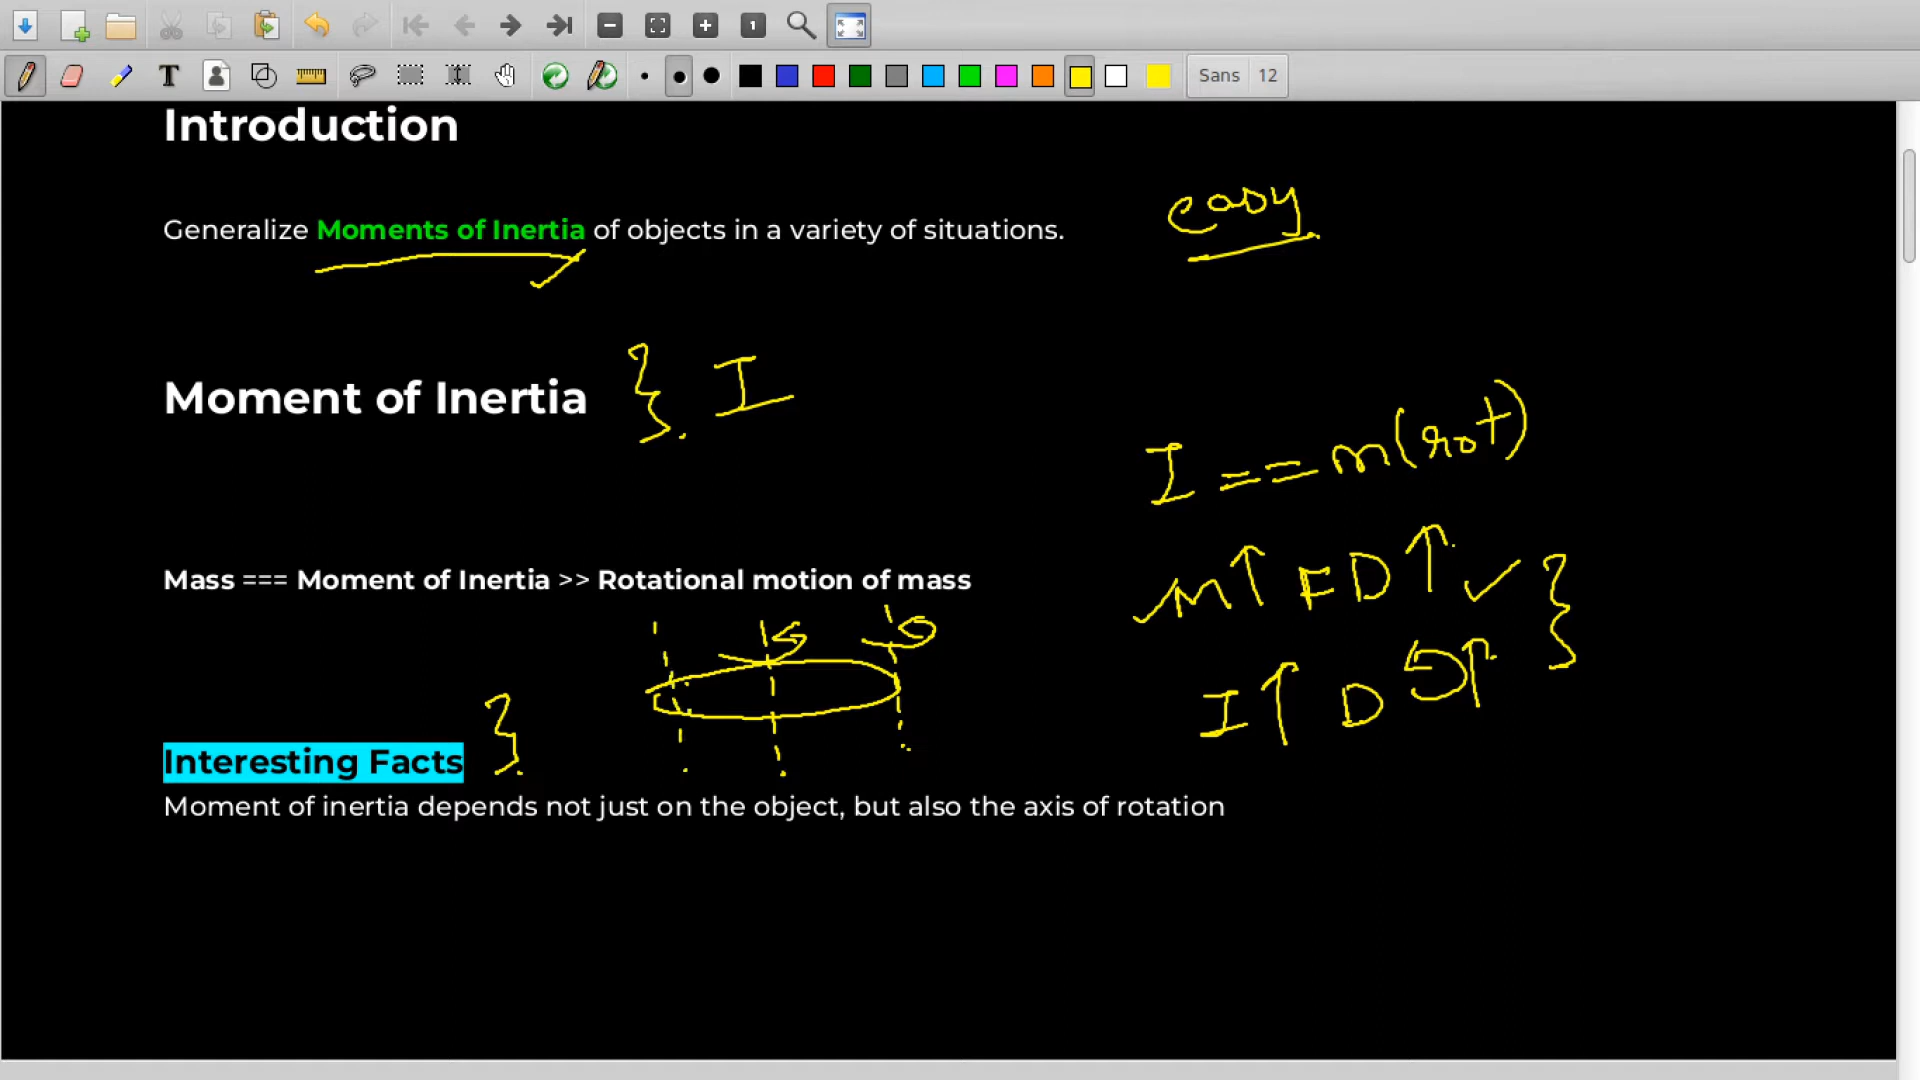 1
T
Sans 12
Introduction
easy
Generalize Moments of Inertia of objects in a variety of situations.
Moment of Inertia } I
I == m(rot)
Mass === Moment of Inertia >> Rotational motion of mass
M↑ FD↑ ✓ }
I↑ D ↑
Interesting Facts }
Moment of inertia depends not just on the object, but also the axis of rotation